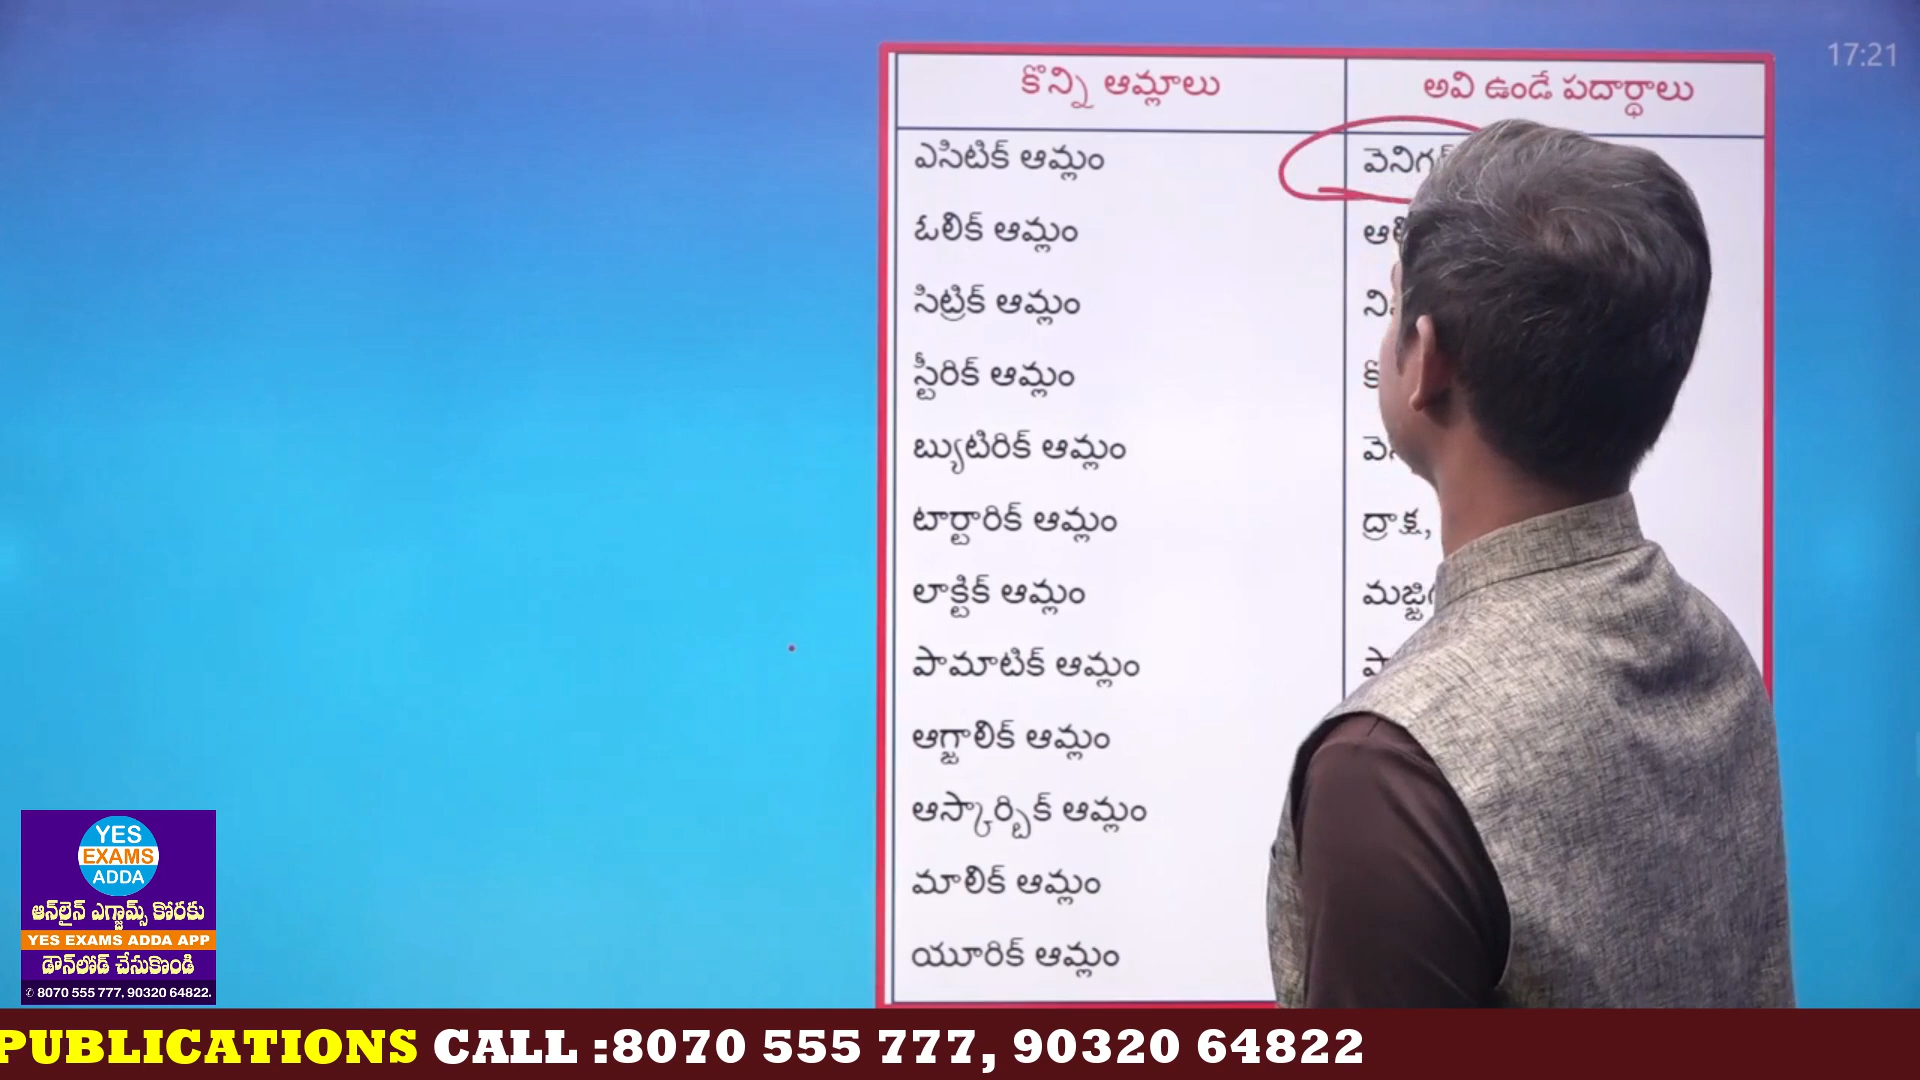 17:21
కొన్ని ఆమ్లాలు
అవి ఉండే పదార్థాలు
ఎసిటిక్ ఆమ్లం
ఓలిక్ ఆమ్లం
సిట్రిక్ ఆమ్లం
స్టీరిక్ ఆమ్లం
బ్యుటిరిక్ ఆమ్లం
టార్టారిక్ ఆమ్లం ద్రాక్ష,
లాక్టిక్ ఆమ్లం
పామాటిక్ ఆమ్లం
ఆగ్జాలిక్ ఆమ్లం
ఆస్కార్బిక్ ఆమ్లం
మాలిక్ ఆమ్లం
యూరిక్ ఆమ్లం
YES
EXAMS
ADDA
ఆన్‌లైన్ ఎగ్జామ్స్ కోరకు
YES EXAMS ADDA APP
డౌన్‌లోడ్ చేసుకొండి
✆ 8070 555 777, 90320 64822.
PUBLICATIONS CALL :8070 555 777, 90320 64822